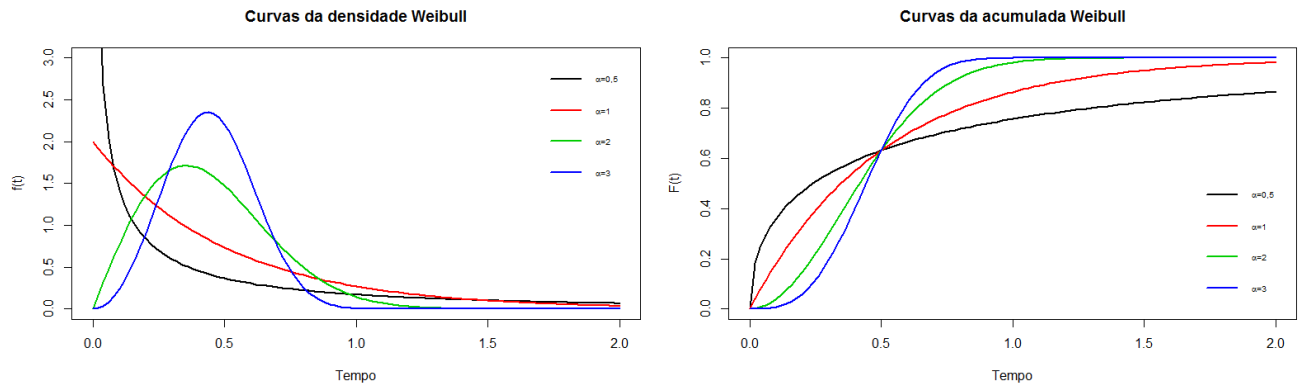 Curvas da densidade Weibull
f(t)
3.0
2.5
2.0
1.5
1.0
0.5
0.0
α=0,5
α=1
α=2
α=3
0.0 0.5 1.0 1.5 2.0
Tempo
Curvas da acumulada Weibull
F(t)
1.0
0.8
0.6
0.4
0.2
0.0
α=0,5
α=1
α=2
α=3
0.0 0.5 1.0 1.5 2.0
Tempo